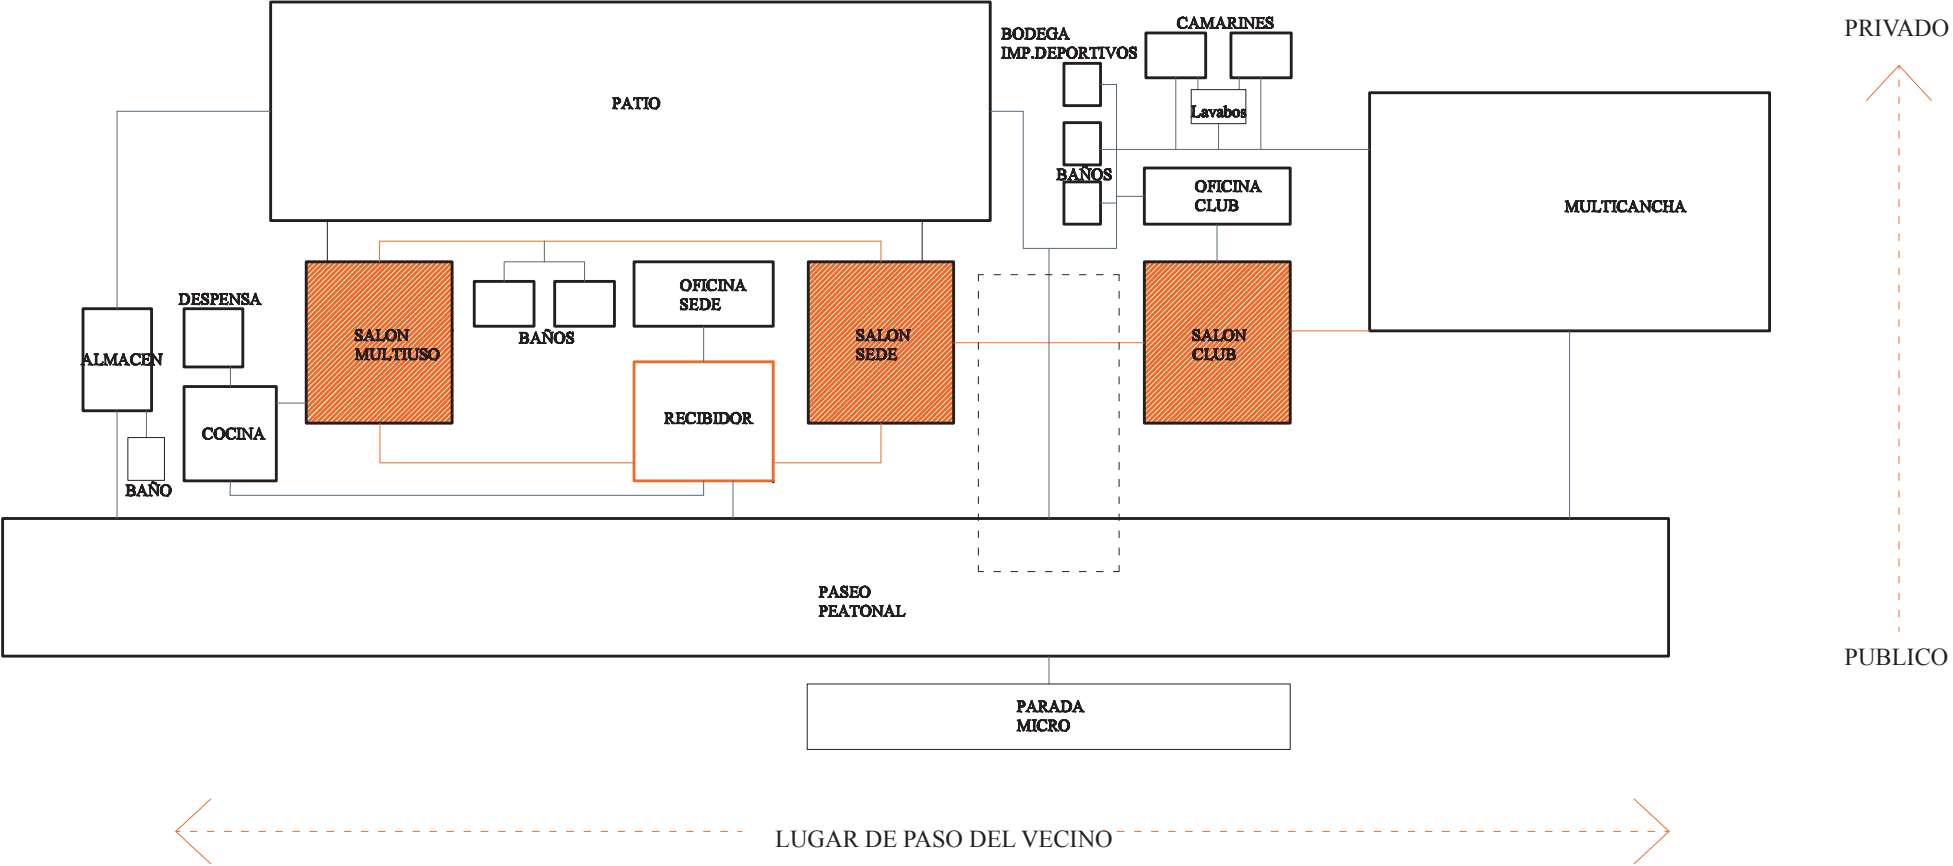 CAMARINES
PRIVADO
BODEGA
IMP.DEPORTIVOS
PATIO
Lavabos
BAÑOS
OFICINA
CLUB
MULTICANCHA
OFICINA
SEDE
DESPENSA
BAÑOS
SALON
MULTIUSO
SALON
SEDE
SALON
CLUB
ALMACEN
RECIBIDOR
COCINA
BAÑO
PASEO
PEATONAL
PUBLICO
PARADA
MICRO
LUGAR DE PASO DEL VECINO